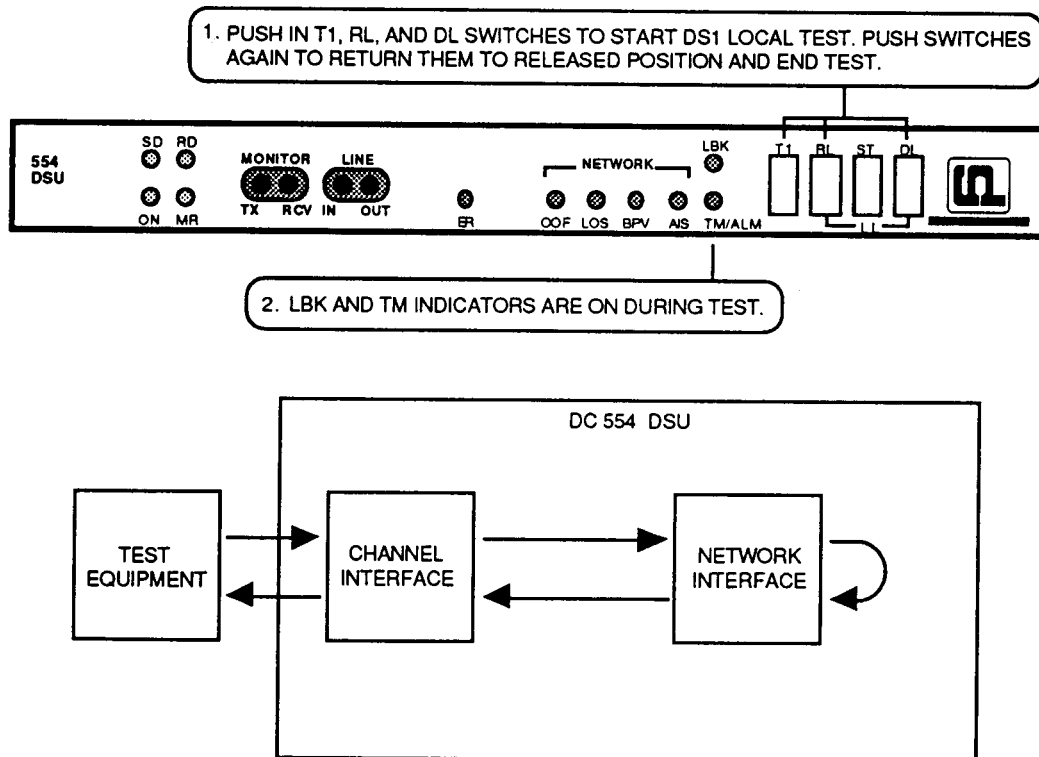 1. PUSH IN T1, RL, AND DL SWITCHES TO START DS1 LOCAL TEST. PUSH SWITCHES
AGAIN TO RETURN THEM TO RELEASED POSITION AND END TEST.
554
DSU
SD RD
ON MR
MONITOR
TX RCV
LINE
IN OUT
ER
NETWORK
OOF LOS BPV AIS
LBK
TM/ALM
T1 RL ST DL
LL
2. LBK AND TM INDICATORS ARE ON DURING TEST.
DC 554 DSU
TEST
EQUIPMENT
CHANNEL
INTERFACE
NETWORK
INTERFACE